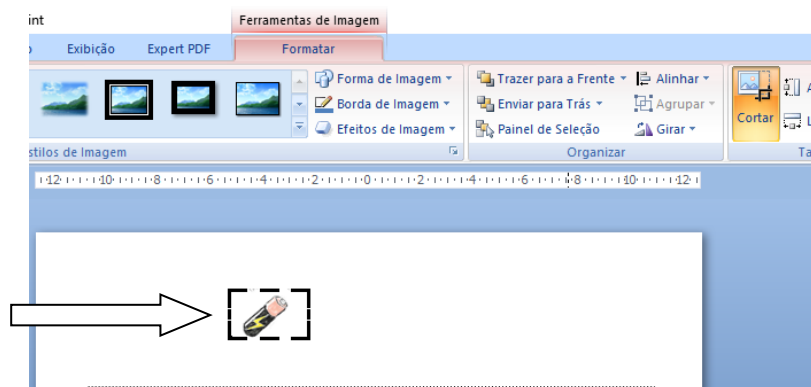 int
Ferramentas de Imagem
o Exibição Expert PDF Formatar
Forma de Imagem
Borda de Imagem
Efeitos de Imagem
Trazer para a Frente
Enviar para Trás
Painel de Seleção
Alinhar
Agrupar
Girar
Cortar
A
L
stilos de Imagem
Organizar
Ta
12 10 8 6 4 2 0 2 4 6 8 10 12